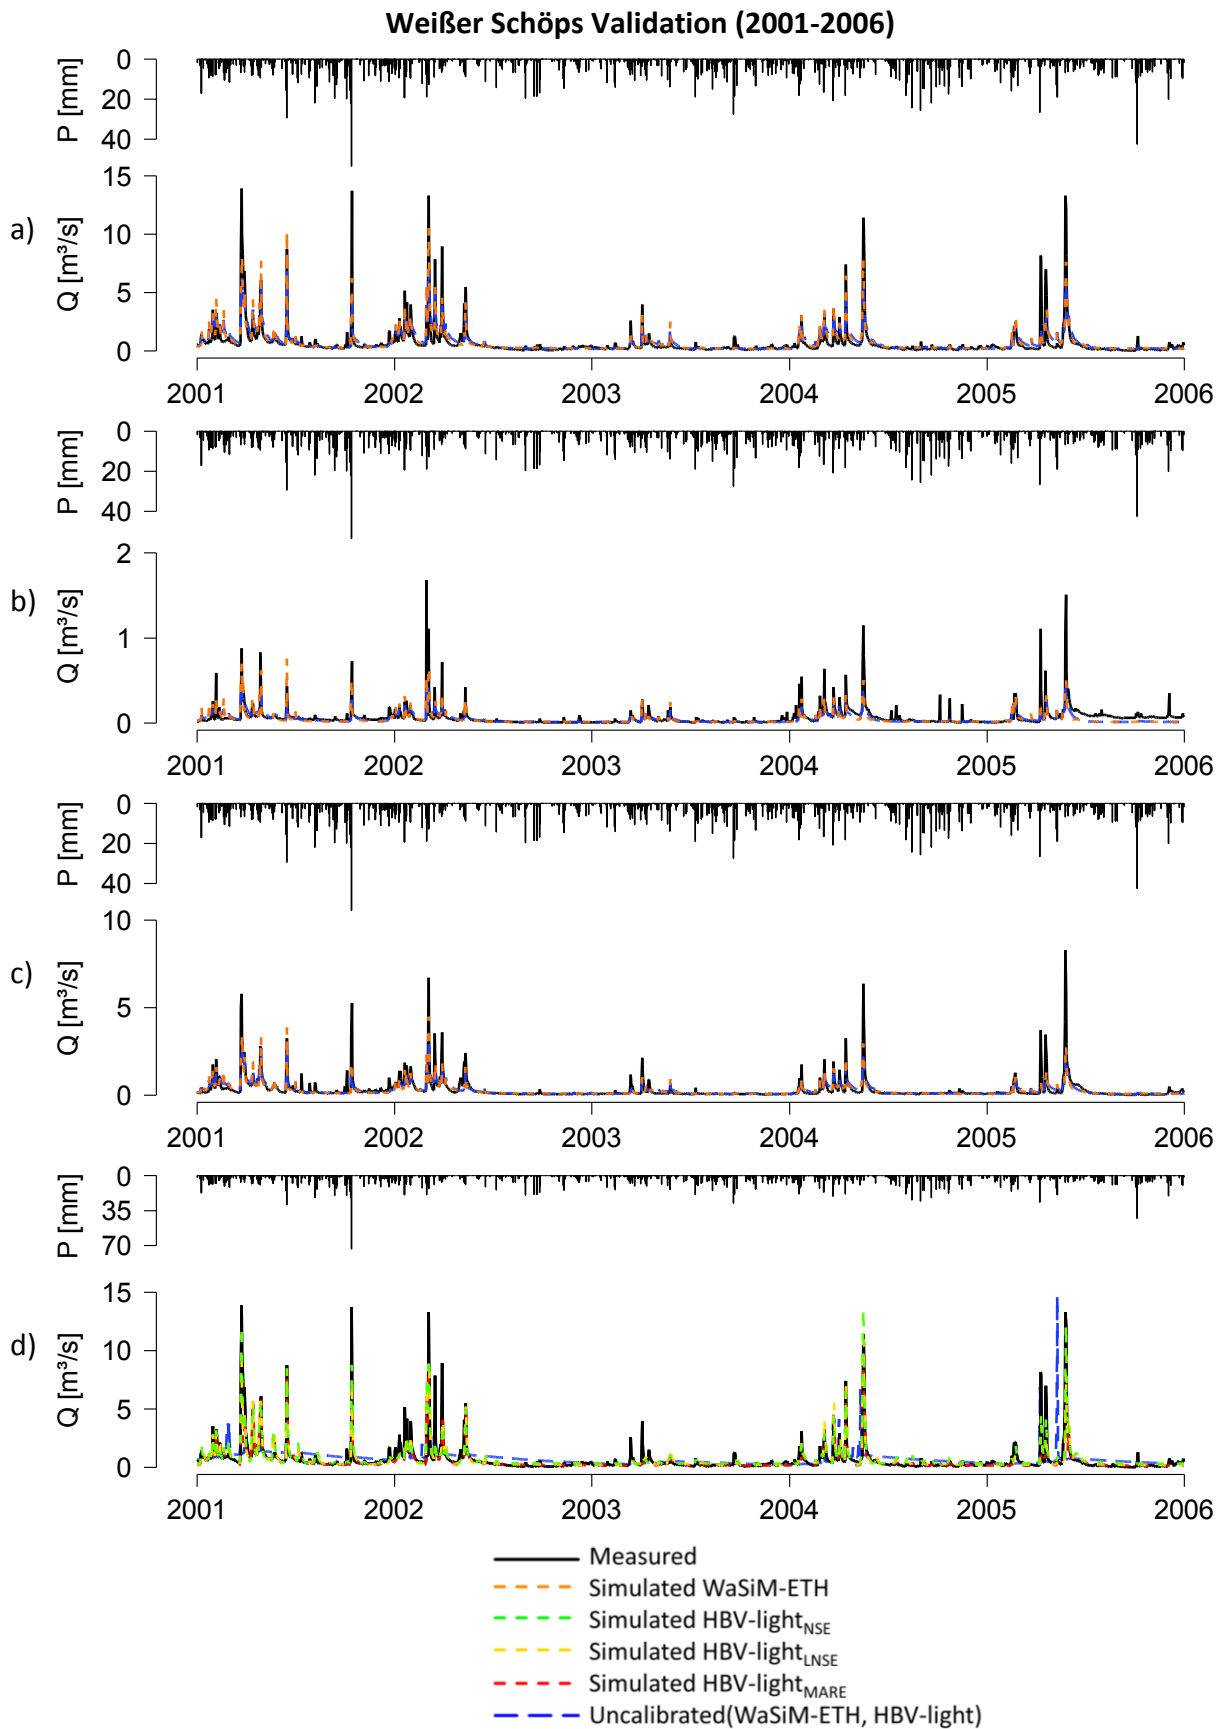 Weißer Schöps Validation (2001-2006)
0
20
40
P [mm]
15
10
5
0
Q [m³/s]
a)
2001 2002 2003 2004 2005 2006
0
20
40
P [mm]
2
1
0
Q [m³/s]
b)
2001 2002 2003 2004 2005 2006
0
20
40
P [mm]
10
5
0
Q [m³/s]
c)
2001 2002 2003 2004 2005 2006
0
35
70
P [mm]
15
10
5
0
Q [m³/s]
d)
2001 2002 2003 2004 2005 2006
Measured
Simulated WaSiM-ETH
Simulated HBV-lightNSE
Simulated HBV-lightLNSE
Simulated HBV-lightMARE
Uncalibrated(WaSiM-ETH, HBV-light)